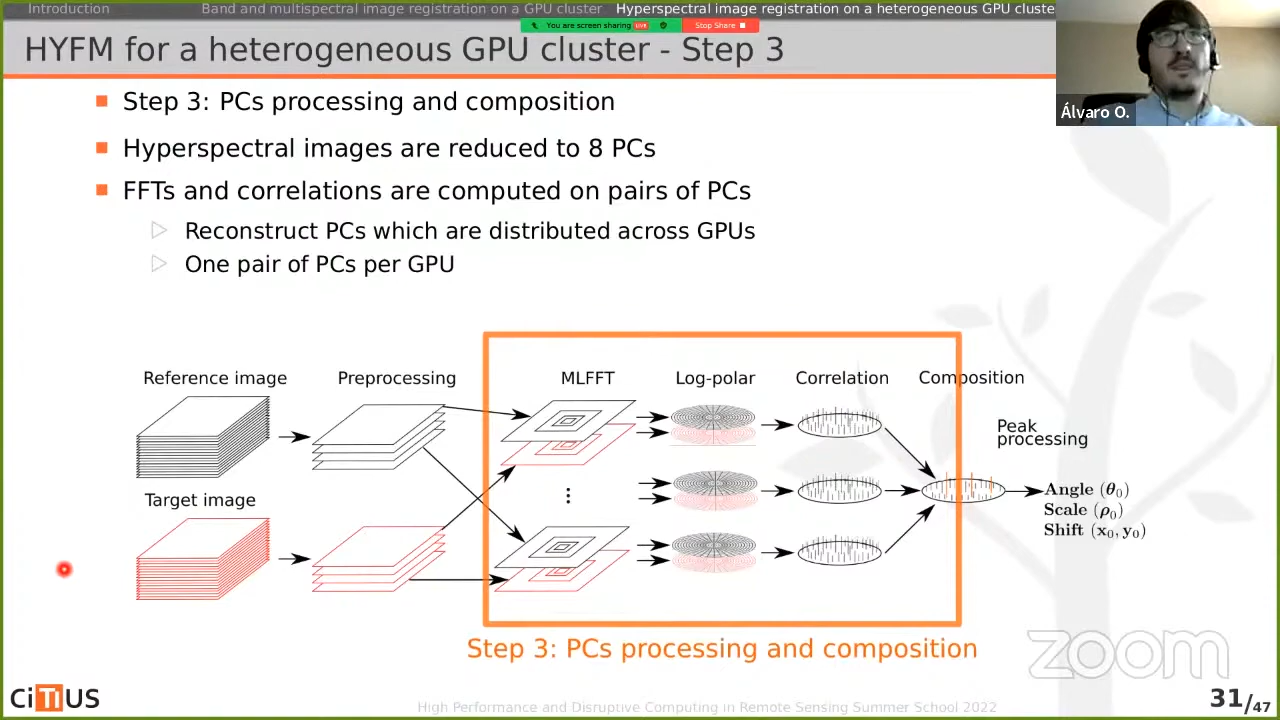 Introduction Band and multispectral image registration on a GPU cluster Hyperspectral image registration on a heterogeneous GPU cluste
You are screen sharing LIVE Stop Share
HYFM for a heterogeneous GPU cluster - Step 3
Álvaro O.
Step 3: PCs processing and composition
Hyperspectral images are reduced to 8 PCs
FFTs and correlations are computed on pairs of PCs
Reconstruct PCs which are distributed across GPUs
One pair of PCs per GPU
Reference image Preprocessing MLFFT Log-polar Correlation Composition
Peak
processing
Target image
Angle (θ₀)
Scale (ρ₀)
Shift (x₀, y₀)
Step 3: PCs processing and composition
zoom
CiTIUS
High Performance and Disruptive Computing in Remote Sensing Summer School 2022
31/47